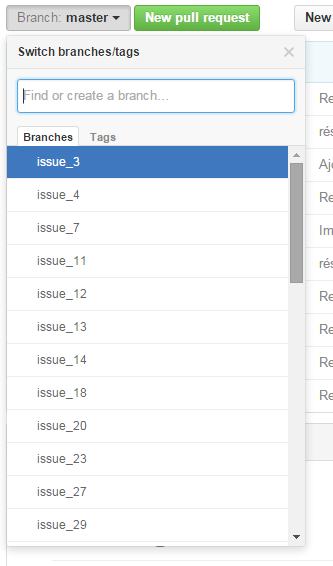 Branch: master
New pull request
New
Switch branches/tags
×
Find or create a branch…
Branches
Tags
issue_3
issue_4
issue_7
issue_11
issue_12
issue_13
issue_14
issue_18
issue_20
issue_23
issue_27
issue_29
Re
rés
Ajo
Re
Im
rés
Re
Re
Re
Re